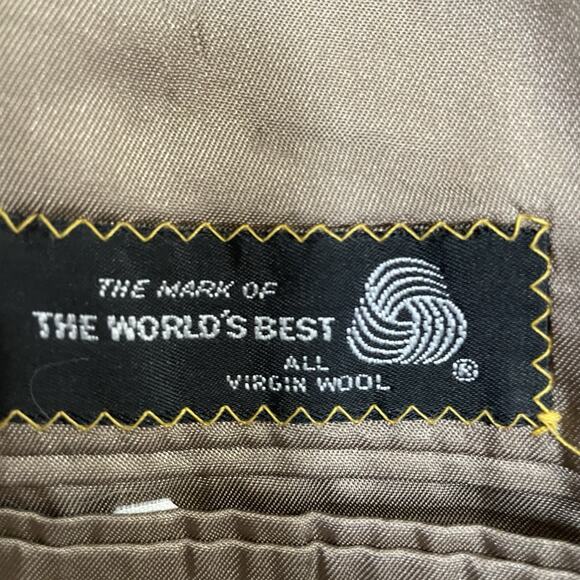 THE MARK OF
THE WORLD'S BEST
ALL
VIRGIN WOOL
®